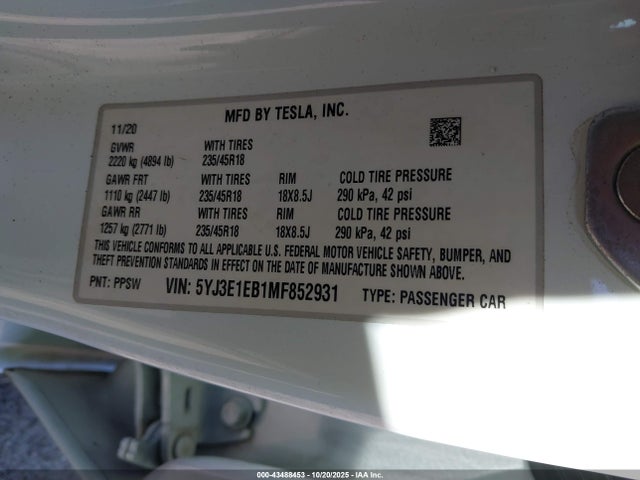 MFD BY TESLA, INC.
11/20
GVWR WITH TIRES
2220 kg (4894 lb) 235/45R18
GAWR FRT WITH TIRES RIM COLD TIRE PRESSURE
1110 kg (2447 lb) 235/45R18 18X8.5J 290 kPa, 42 psi
GAWR RR WITH TIRES RIM COLD TIRE PRESSURE
1257 kg (2771 lb) 235/45R18 18X8.5J 290 kPa, 42 psi
THIS VEHICLE CONFORMS TO ALL APPLICABLE U.S. FEDERAL MOTOR VEHICLE SAFETY, BUMPER, AND
THEFT PREVENTION STANDARDS IN EFFECT ON THE DATE OF MANUFACTURE SHOWN ABOVE.
PNT: PPSW VIN: 5YJ3E1EB1MF852931 TYPE: PASSENGER CAR
000-43488453 - 10/20/2025 - IAA Inc.